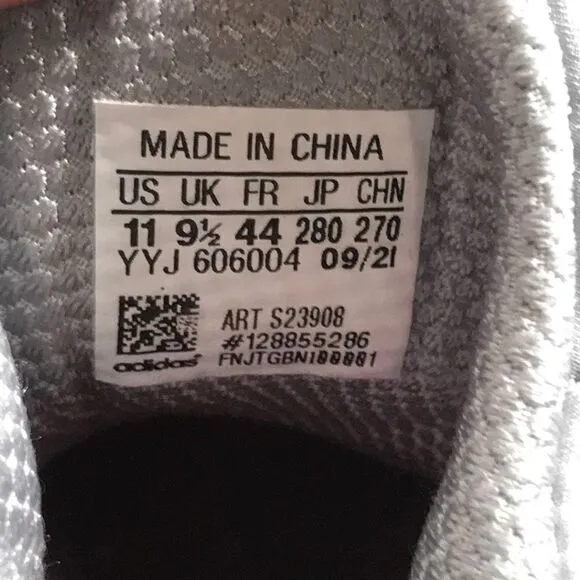 MADE IN CHINA
US UK FR JP CHN
11 9½ 44 280 270
YYJ 606004 09/21
ART S23908
#128855286
adidas